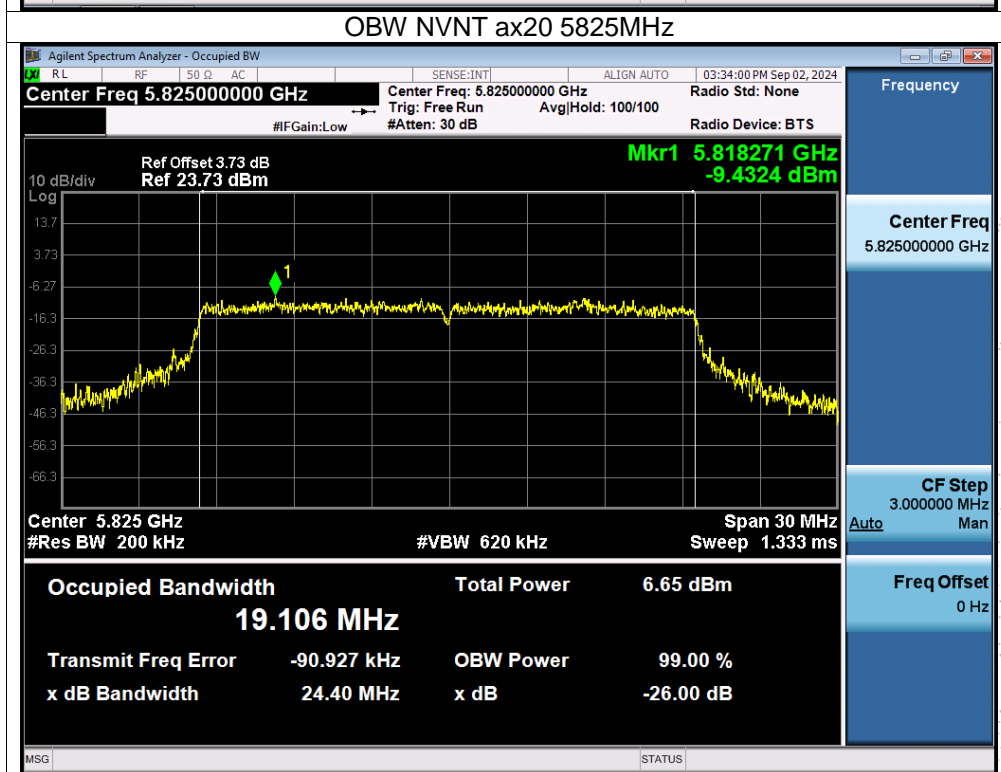 OBW NVNT ax20 5825MHz
Agilent Spectrum Analyzer - Occupied BW
LXI RL RF 50 Ω AC SENSE:INT ALIGN AUTO 03:34:00 PM Sep 02, 2024
Center Freq 5.825000000 GHz
Center Freq: 5.825000000 GHz
Radio Std: None
Trig: Free Run Avg|Hold: 100/100
#IFGain:Low #Atten: 30 dB Radio Device: BTS
Frequency
Mkr1 5.818271 GHz
-9.4324 dBm
Ref Offset 3.73 dB
10 dB/div Ref 23.73 dBm
Log
13.7
3.73
-6.27
-16.3
-26.3
-36.3
-46.3
-56.3
-66.3
1
Center Freq
5.825000000 GHz
Center 5.825 GHz Span 30 MHz
#Res BW 200 kHz #VBW 620 kHz Sweep 1.333 ms
CF Step
3.000000 MHz
Auto Man
Freq Offset
0 Hz
Occupied Bandwidth Total Power 6.65 dBm
19.106 MHz
Transmit Freq Error -90.927 kHz OBW Power 99.00 %
x dB Bandwidth 24.40 MHz x dB -26.00 dB
MSG STATUS